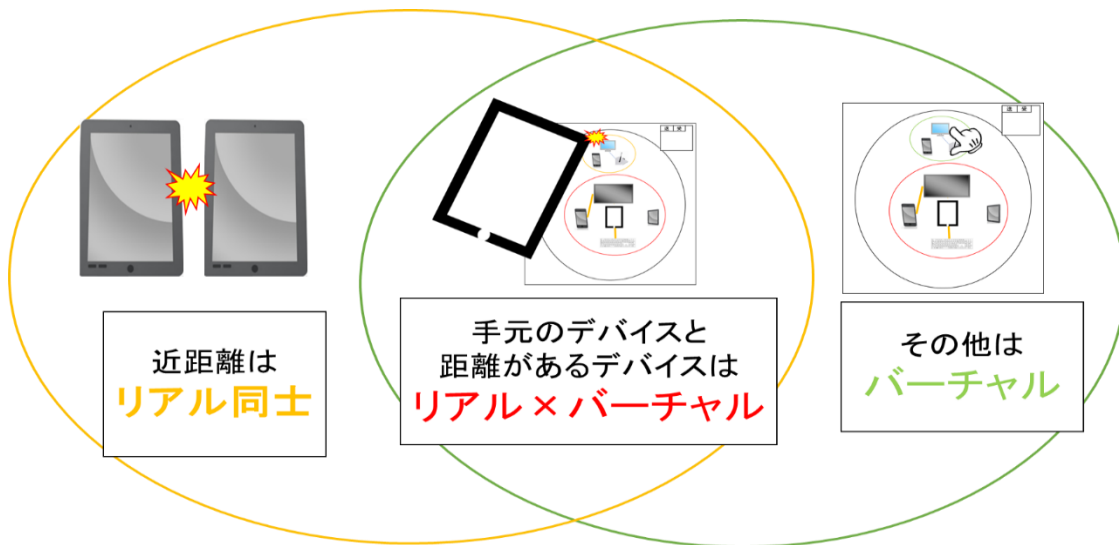 近距離は
リアル同士
手元のデバイスと
距離があるデバイスは
リアル×バーチャル
その他は
バーチャル